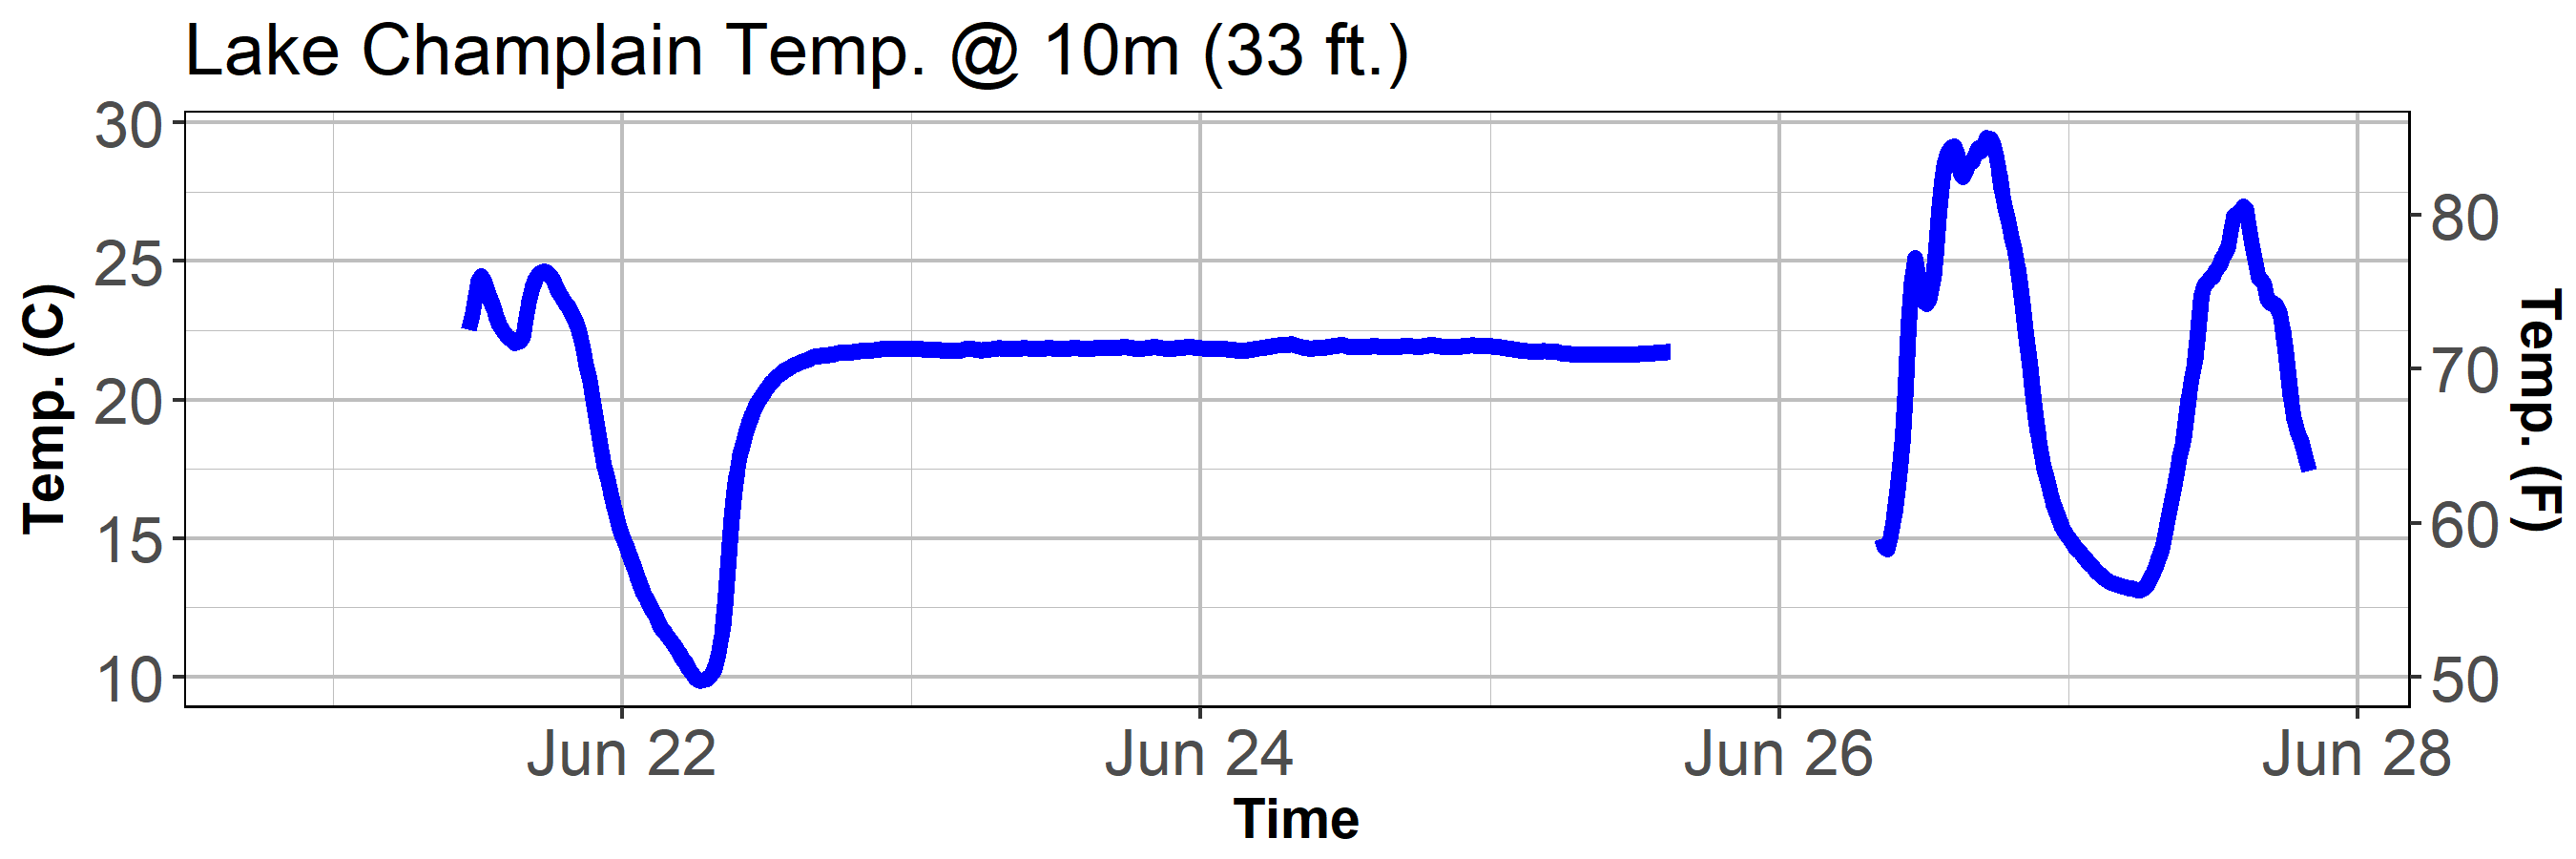 Lake Champlain Temp. @ 10m (33 ft.)
30
25
20
15
10
Temp. (C)
80
70
60
50
Temp. (F)
Jun 22 Jun 24 Jun 26 Jun 28
Time